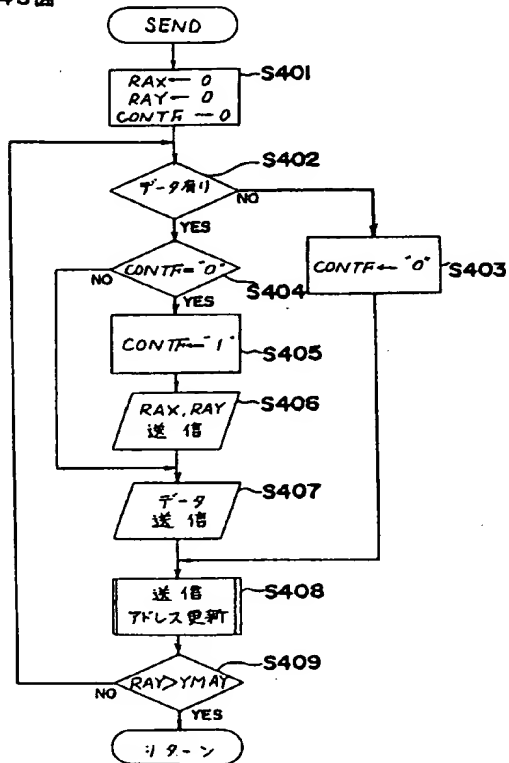 SEND
RAX←0
RAY←0
CONTF←0
S401
S402
データ有り
NO
YES
CONTF="0"
NO
S404
YES
CONTF←"0"
S403
CONTF←"1"
S405
RAX,RAY
送信
S406
データ
送信
S407
送信
アドレス更新
S408
RAY>YMAY
S409
NO
YES
リターン